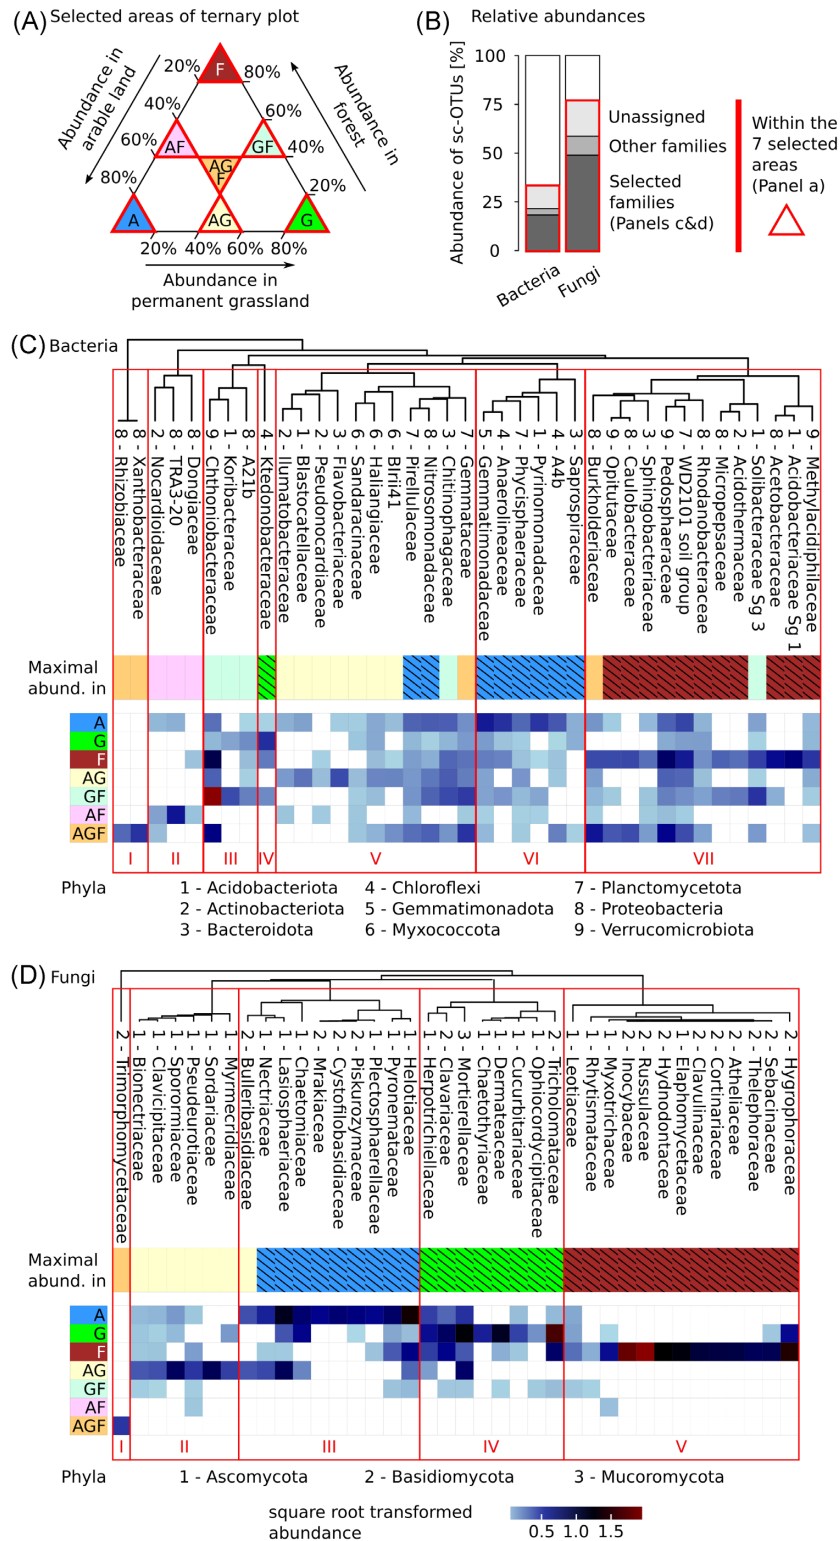 (A) Selected areas of ternary plot
Abundance in
arable land
Abundance in
forest
20%
80%
F
40%
60%
60%
40%
AF
GF
AG
F
80%
20%
A
AG
G
20%
40%
60%
80%
Abundance in
permanent grassland
(B) Relative abundances
Abundance of sc-OTUs [%]
100
75
50
25
0
Bacteria
Fungi
Unassigned
Other families
Selected
families
(Panels c&d)
Within the
7 selected
areas
(Panel a)
(C) Bacteria
8 - Rhizobiaceae
8 - Xanthobacteraceae
2 - Nocardioidaceae
8 - TRA3-20
8 - Dongiaceae
9 - Chthoniobacteraceae
1 - Koribacteraceae
8 - A21b
4 - Ktedonobacteraceae
2 - Ilumatobacteraceae
1 - Blastocatellaceae
2 - Pseudonocardiaceae
3 - Flavobacteriaceae
6 - Sandaracinaceae
6 - Haliangiaceae
6 - BIrii41
7 - Pirellulaceae
8 - Nitrosomonadaceae
3 - Chitinophagaceae
7 - Gemmataceae
5 - Gemmatimonadaceae
4 - Anaerolineaceae
7 - Phycisphaeraceae
1 - Pyrinomonadaceae
4 - A4b
3 - Saprospiraceae
8 - Burkholderiaceae
9 - Opitutaceae
8 - Caulobacteraceae
3 - Sphingobacteriaceae
9 - Pedosphaeraceae
7 - WD2101 soil group
8 - Rhodanobacteraceae
8 - Micropepsaceae
2 - Acidothermaceae
1 - Solibacteraceae Sg 3
8 - Acetobacteraceae
1 - Acidobacteriaceae Sg 1
9 - Methylacidiphilaceae
Maximal
abund. in
A
G
F
AG
GF
AF
AGF
I II III IV V VI VII
Phyla
1 - Acidobacteriota 4 - Chloroflexi 7 - Planctomycetota
2 - Actinobacteriota 5 - Gemmatimonadota 8 - Proteobacteria
3 - Bacteroidota 6 - Myxococcota 9 - Verrucomicrobiota
(D) Fungi
2 - Trimorphomycetaceae
1 - Bionectriaceae
1 - Clavicipitaceae
1 - Sporormiaceae
1 - Pseudeurotiaceae
1 - Sordariaceae
1 - Myrmecridiaceae
2 - Bulleribasidiaceae
1 - Nectriaceae
1 - Lasiosphaeriaceae
1 - Chaetomiaceae
2 - Mrakiaceae
2 - Cystofilobasidiaceae
2 - Piskurozymaceae
1 - Plectosphaerellaceae
1 - Pyronemataceae
1 - Helotiaceae
1 - Herpotrichiellaceae
2 - Clavariaceae
3 - Mortierellaceae
1 - Chaetothyriaceae
1 - Dermateaceae
1 - Cucurbitariaceae
1 - Ophiocordycipitaceae
2 - Tricholomataceae
1 - Leotiaceae
1 - Rhytismataceae
1 - Myxotrichaceae
2 - Inocybaceae
2 - Russulaceae
2 - Hydnodontaceae
1 - Elaphomycetaceae
2 - Clavulinaceae
2 - Cortinariaceae
2 - Atheliaceae
2 - Thelephoraceae
2 - Sebacinaceae
2 - Hygrophoraceae
Maximal
abund. in
A
G
F
AG
GF
AF
AGF
I II III IV V
Phyla 1 - Ascomycota 2 - Basidiomycota 3 - Mucoromycota
square root transformed
abundance
0.5 1.0 1.5